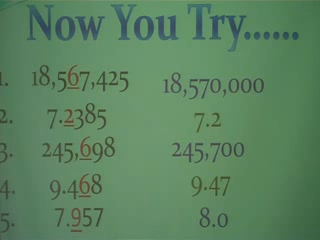 Now You Try......
1. 18,567,425 18,570,000
2. 7.2385 7.2
3. 245,698 245,700
4. 9.468 9.47
5. 7.957 8.0